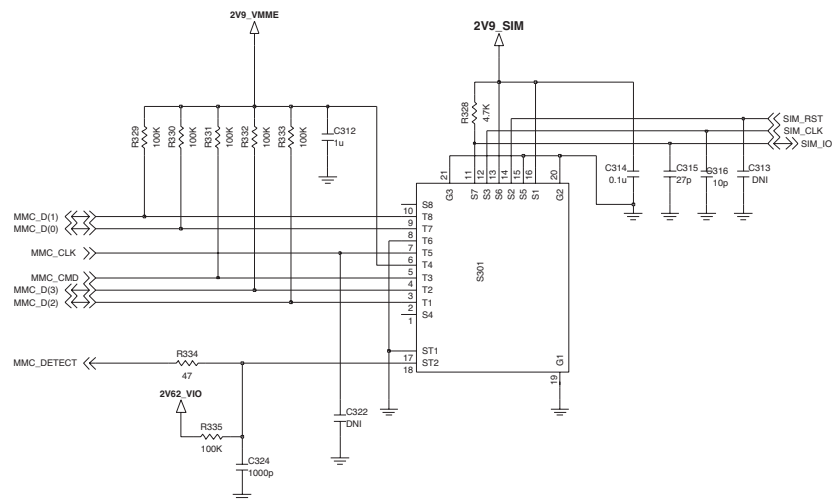 2V9_VMME
2V9_SIM
R329
100K
R330
100K
R331
100K
R332
100K
R333
100K
C312
1u
R328
4.7K
SIM_RST
SIM_CLK
SIM_IO
C314
0.1u
C315
27p
C316
10p
C313
DNI
21
11
12
13
14
15
16
20
G3
S7
S3
S6
S2
S5
S1
G2
MMC_D(1)
MMC_D(0)
MMC_CLK
MMC_CMD
MMC_D(3)
MMC_D(2)
S8
10
T8
9
T7
8
T6
7
T5
6
T4
5
T3
4
T2
3
T1
2
S4
1
S301
ST1
17
ST2
18
G1
19
MMC_DETECT
R334
47
2V62_VIO
R335
100K
C324
1000p
C322
DNI